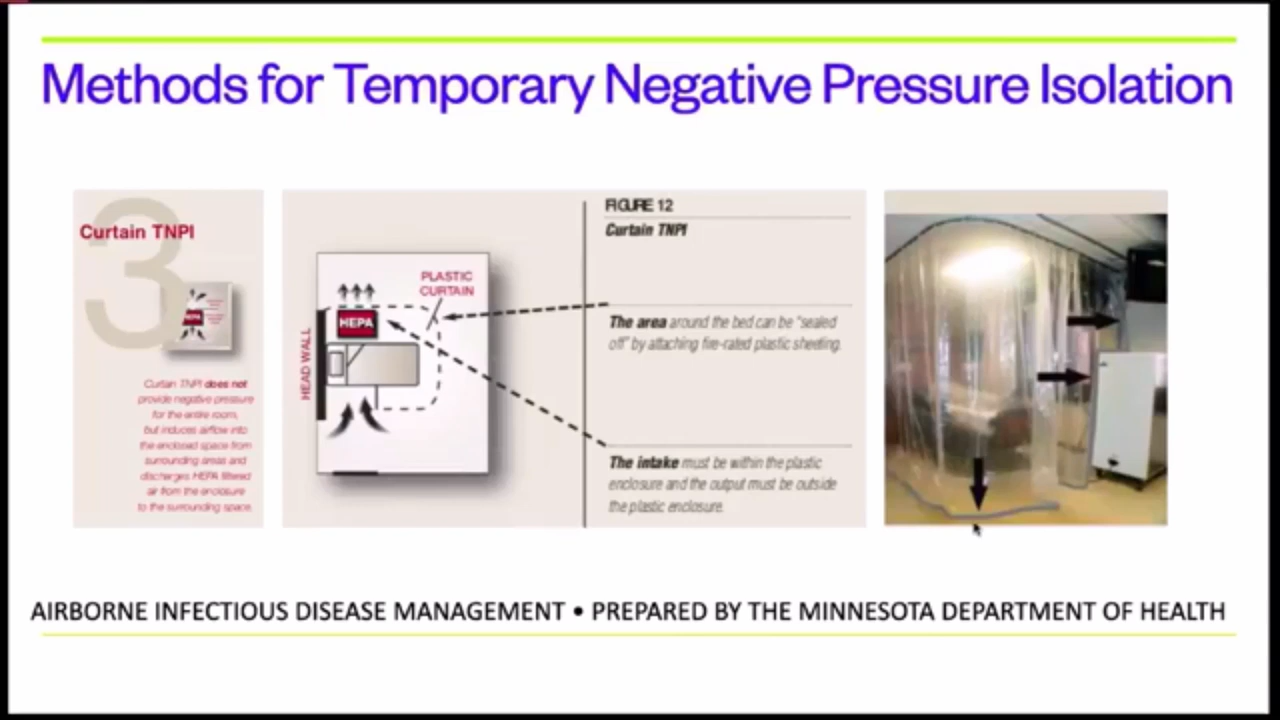 Methods for Temporary Negative Pressure Isolation
3
Curtain TNPI
HEPA
Curtain TNPI does not
provide negative pressure
for the entire room,
but induces airflow into
the enclosed space from
surrounding areas and
discharges HEPA filtered
air from the enclosure
to the surrounding space.
PLASTIC
CURTAIN
HEPA
HEAD WALL
FIGURE 12
Curtain TNPI
The area around the bed can be "sealed
off" by attaching fire-rated plastic sheeting.
The intake must be within the plastic
enclosure and the output must be outside
the plastic enclosure.
AIRBORNE INFECTIOUS DISEASE MANAGEMENT • PREPARED BY THE MINNESOTA DEPARTMENT OF HEALTH